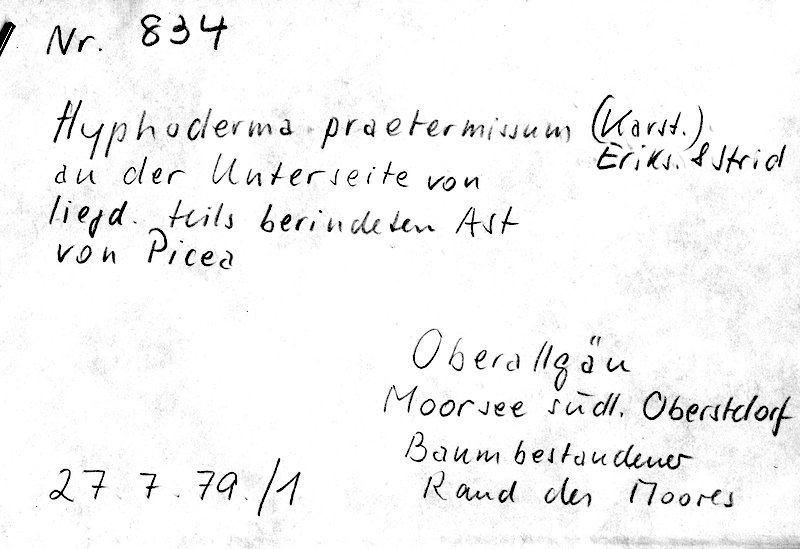 Nr. 834
Hyphoderma praetermissum (Karst.)
Eriks. & Strid
an der Unterseite von
liegd. teils berindeten Ast
von Picea
Oberallgäu
Moorsee südl. Oberstdorf
Baumbestandener
Rand des Moores
27.7.79./1